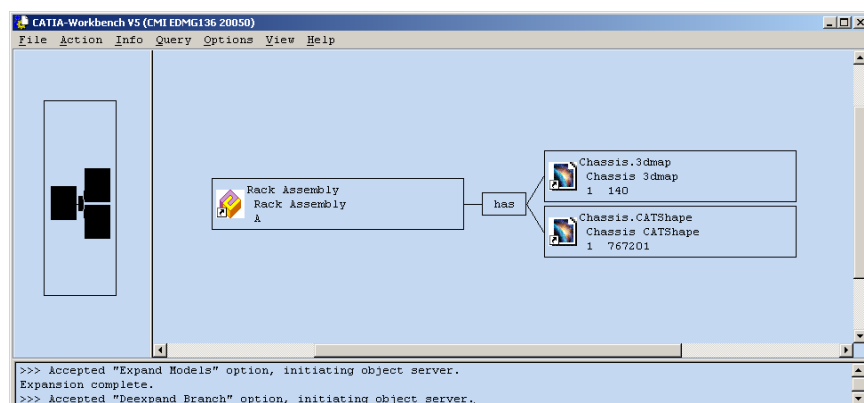 CATIA-Workbench V5 (CMI EDMG136 20050)
File Action Info Query Options View Help
Rack Assembly
Rack Assembly
A
has
Chassis.3dmap
Chassis 3dmap
1 140
Chassis.CATShape
Chassis CATShape
1 767201
>>> Accepted "Expand Models" option, initiating object server.
Expansion complete.
>>> Accepted "Deexpand Branch" option, initiating object server.